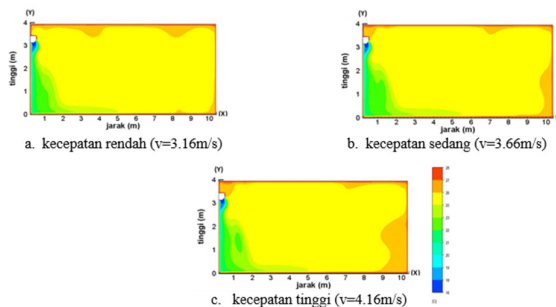 (Y)
4
3
2
1
0
tinggi (m)
1 2 3 4 5 6 7 8 9 10
(X)
jarak (m)
a. kecepatan rendah (v=3.16m/s)
(Y)
4
3
2
1
0
tinggi (m)
1 2 3 4 5 6 7 8 9 10
(X)
jarak (m)
b. kecepatan sedang (v=3.66m/s)
(Y)
4
3
2
1
0
tinggi (m)
1 2 3 4 5 6 7 8 9 10
(X)
jarak (m)
c. kecepatan tinggi (v=4.16m/s)